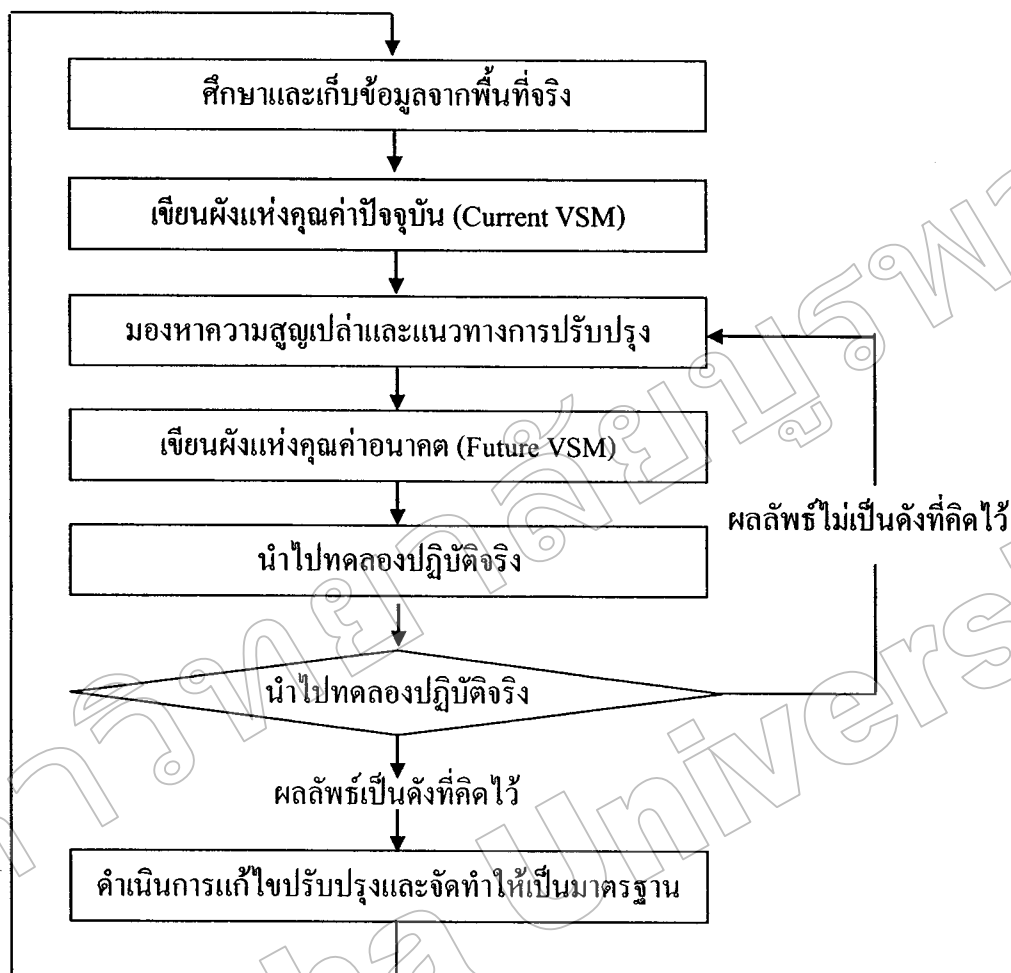 ศึกษาและเก็บข้อมูลจากพื้นที่จริง
เขียนผังแห่งคุณค่าปัจจุบัน (Current VSM)
มองหาความสูญเปล่าและแนวทางการปรับปรุง
เขียนผังแห่งคุณค่าอนาคต (Future VSM)
ผลลัพธ์ไม่เป็นดังที่คิดไว้
นำไปทดลองปฏิบัติจริง
นำไปทดลองปฏิบัติจริง
ผลลัพธ์เป็นดังที่คิดไว้
ดำเนินการแก้ไขปรับปรุงและจัดทำให้เป็นมาตรฐาน